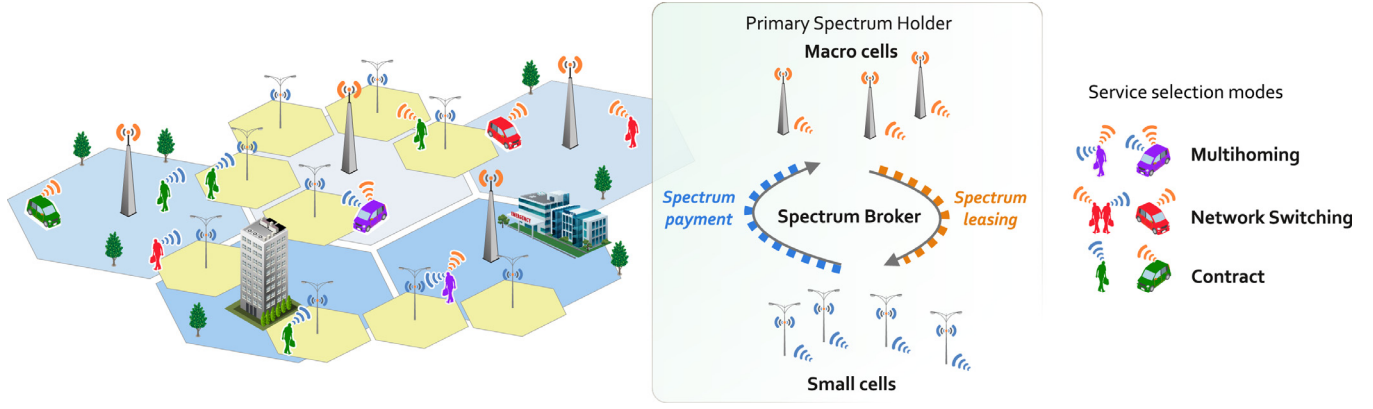 EMERGENCY
Primary Spectrum Holder
Macro cells
Spectrum
payment
Spectrum Broker
Spectrum
leasing
Small cells
Service selection modes
Multihoming
Network Switching
Contract